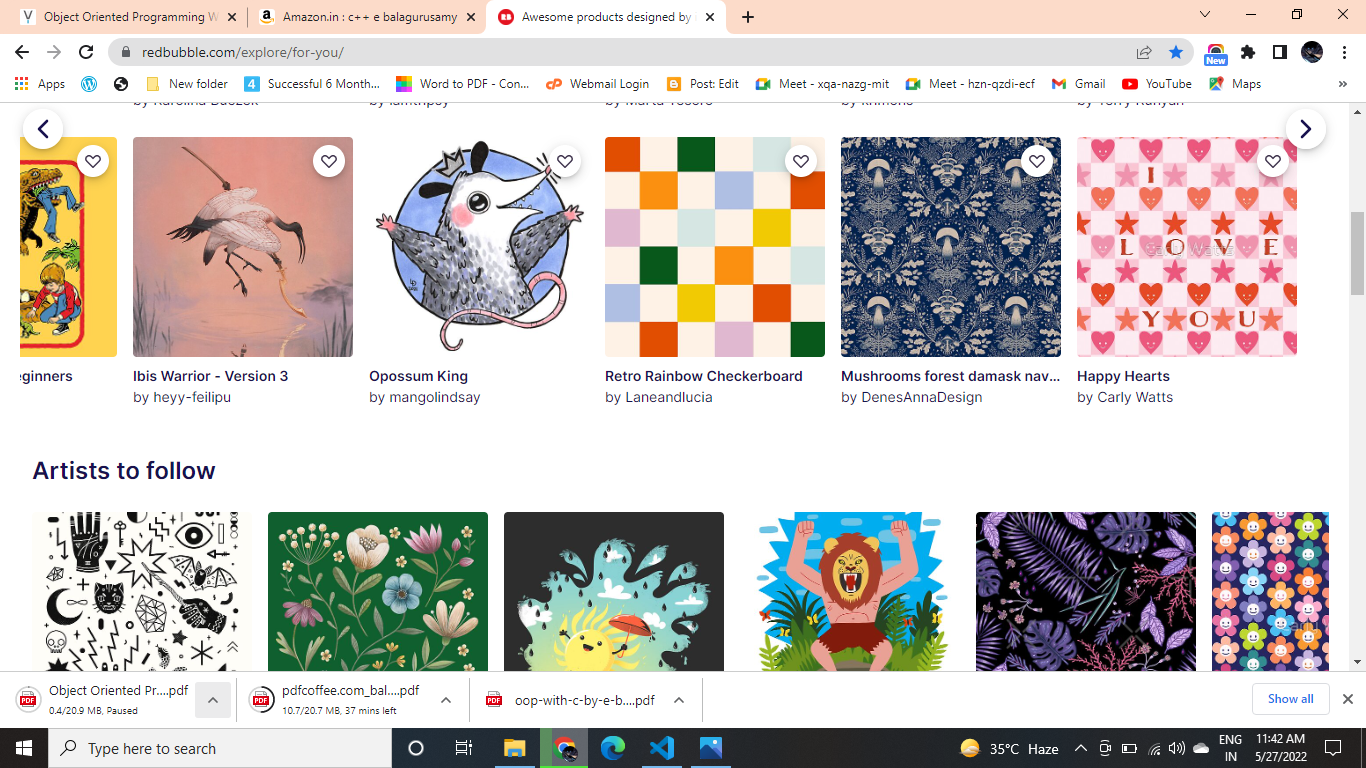 Object Oriented Programming W
Amazon.in : c++ e balagurusamy
Awesome products designed by
redbubble.com/explore/for-you/
New
Apps
New folder
Successful 6 Month...
Word to PDF - Con...
Webmail Login
Post: Edit
Meet - xqa-nazg-mit
Meet - hzn-qzdi-ecf
Gmail
YouTube
Maps
»
I
LOVE
YOU
Carly Watts
eginners
Ibis Warrior - Version 3
by heyy-feilipu
Opossum King
by mangolindsay
Retro Rainbow Checkerboard
by Laneandlucia
Mushrooms forest damask nav...
by DenesAnnaDesign
Happy Hearts
by Carly Watts
Artists to follow
Object Oriented Pr....pdf
0.4/20.9 MB, Paused
pdfcoffee.com_bal....pdf
10.7/20.7 MB, 37 mins left
oop-with-c-by-e-b....pdf
Show all
Type here to search
35°C Haze
ENG
IN
11:42 AM
5/27/2022